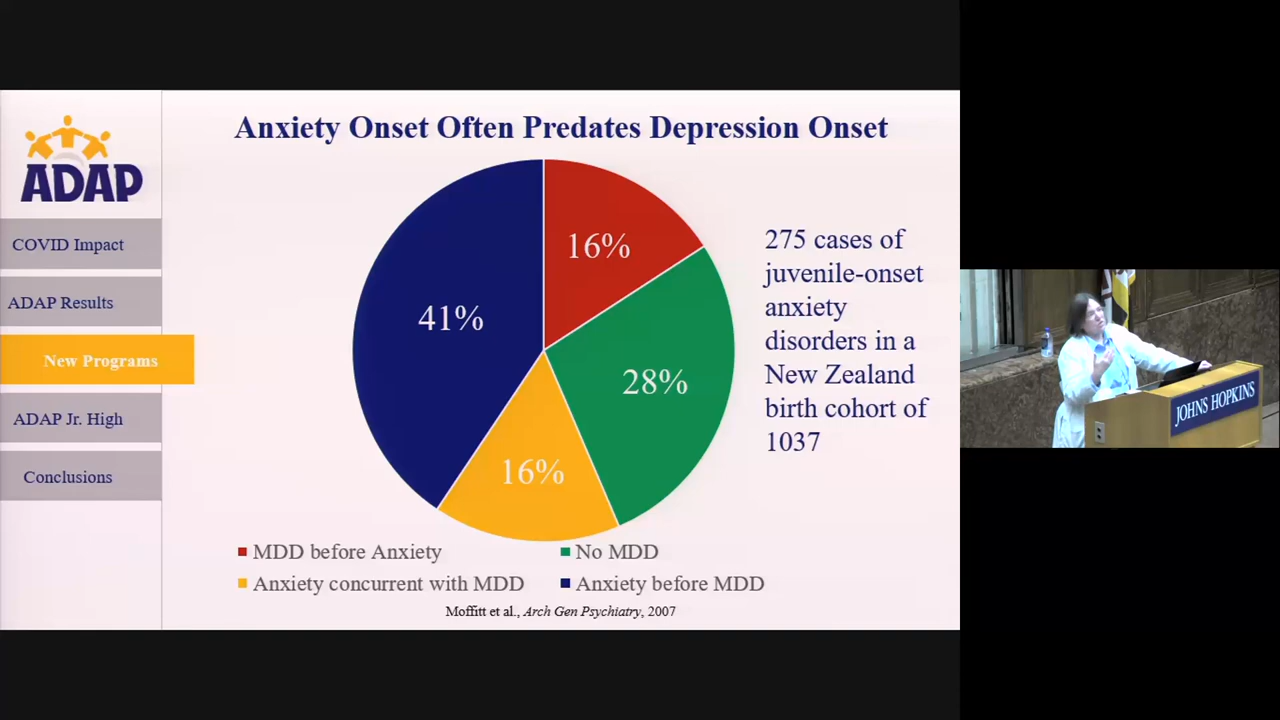 Anxiety Onset Often Predates Depression Onset
ADAP
COVID Impact
ADAP Results
New Programs
ADAP Jr. High
Conclusions
16%
41%
28%
16%
275 cases of
juvenile-onset
anxiety
disorders in a
New Zealand
birth cohort of
1037
MDD before Anxiety
No MDD
Anxiety concurrent with MDD
Anxiety before MDD
Moffitt et al., Arch Gen Psychiatry, 2007
JOHNS HOPKINS